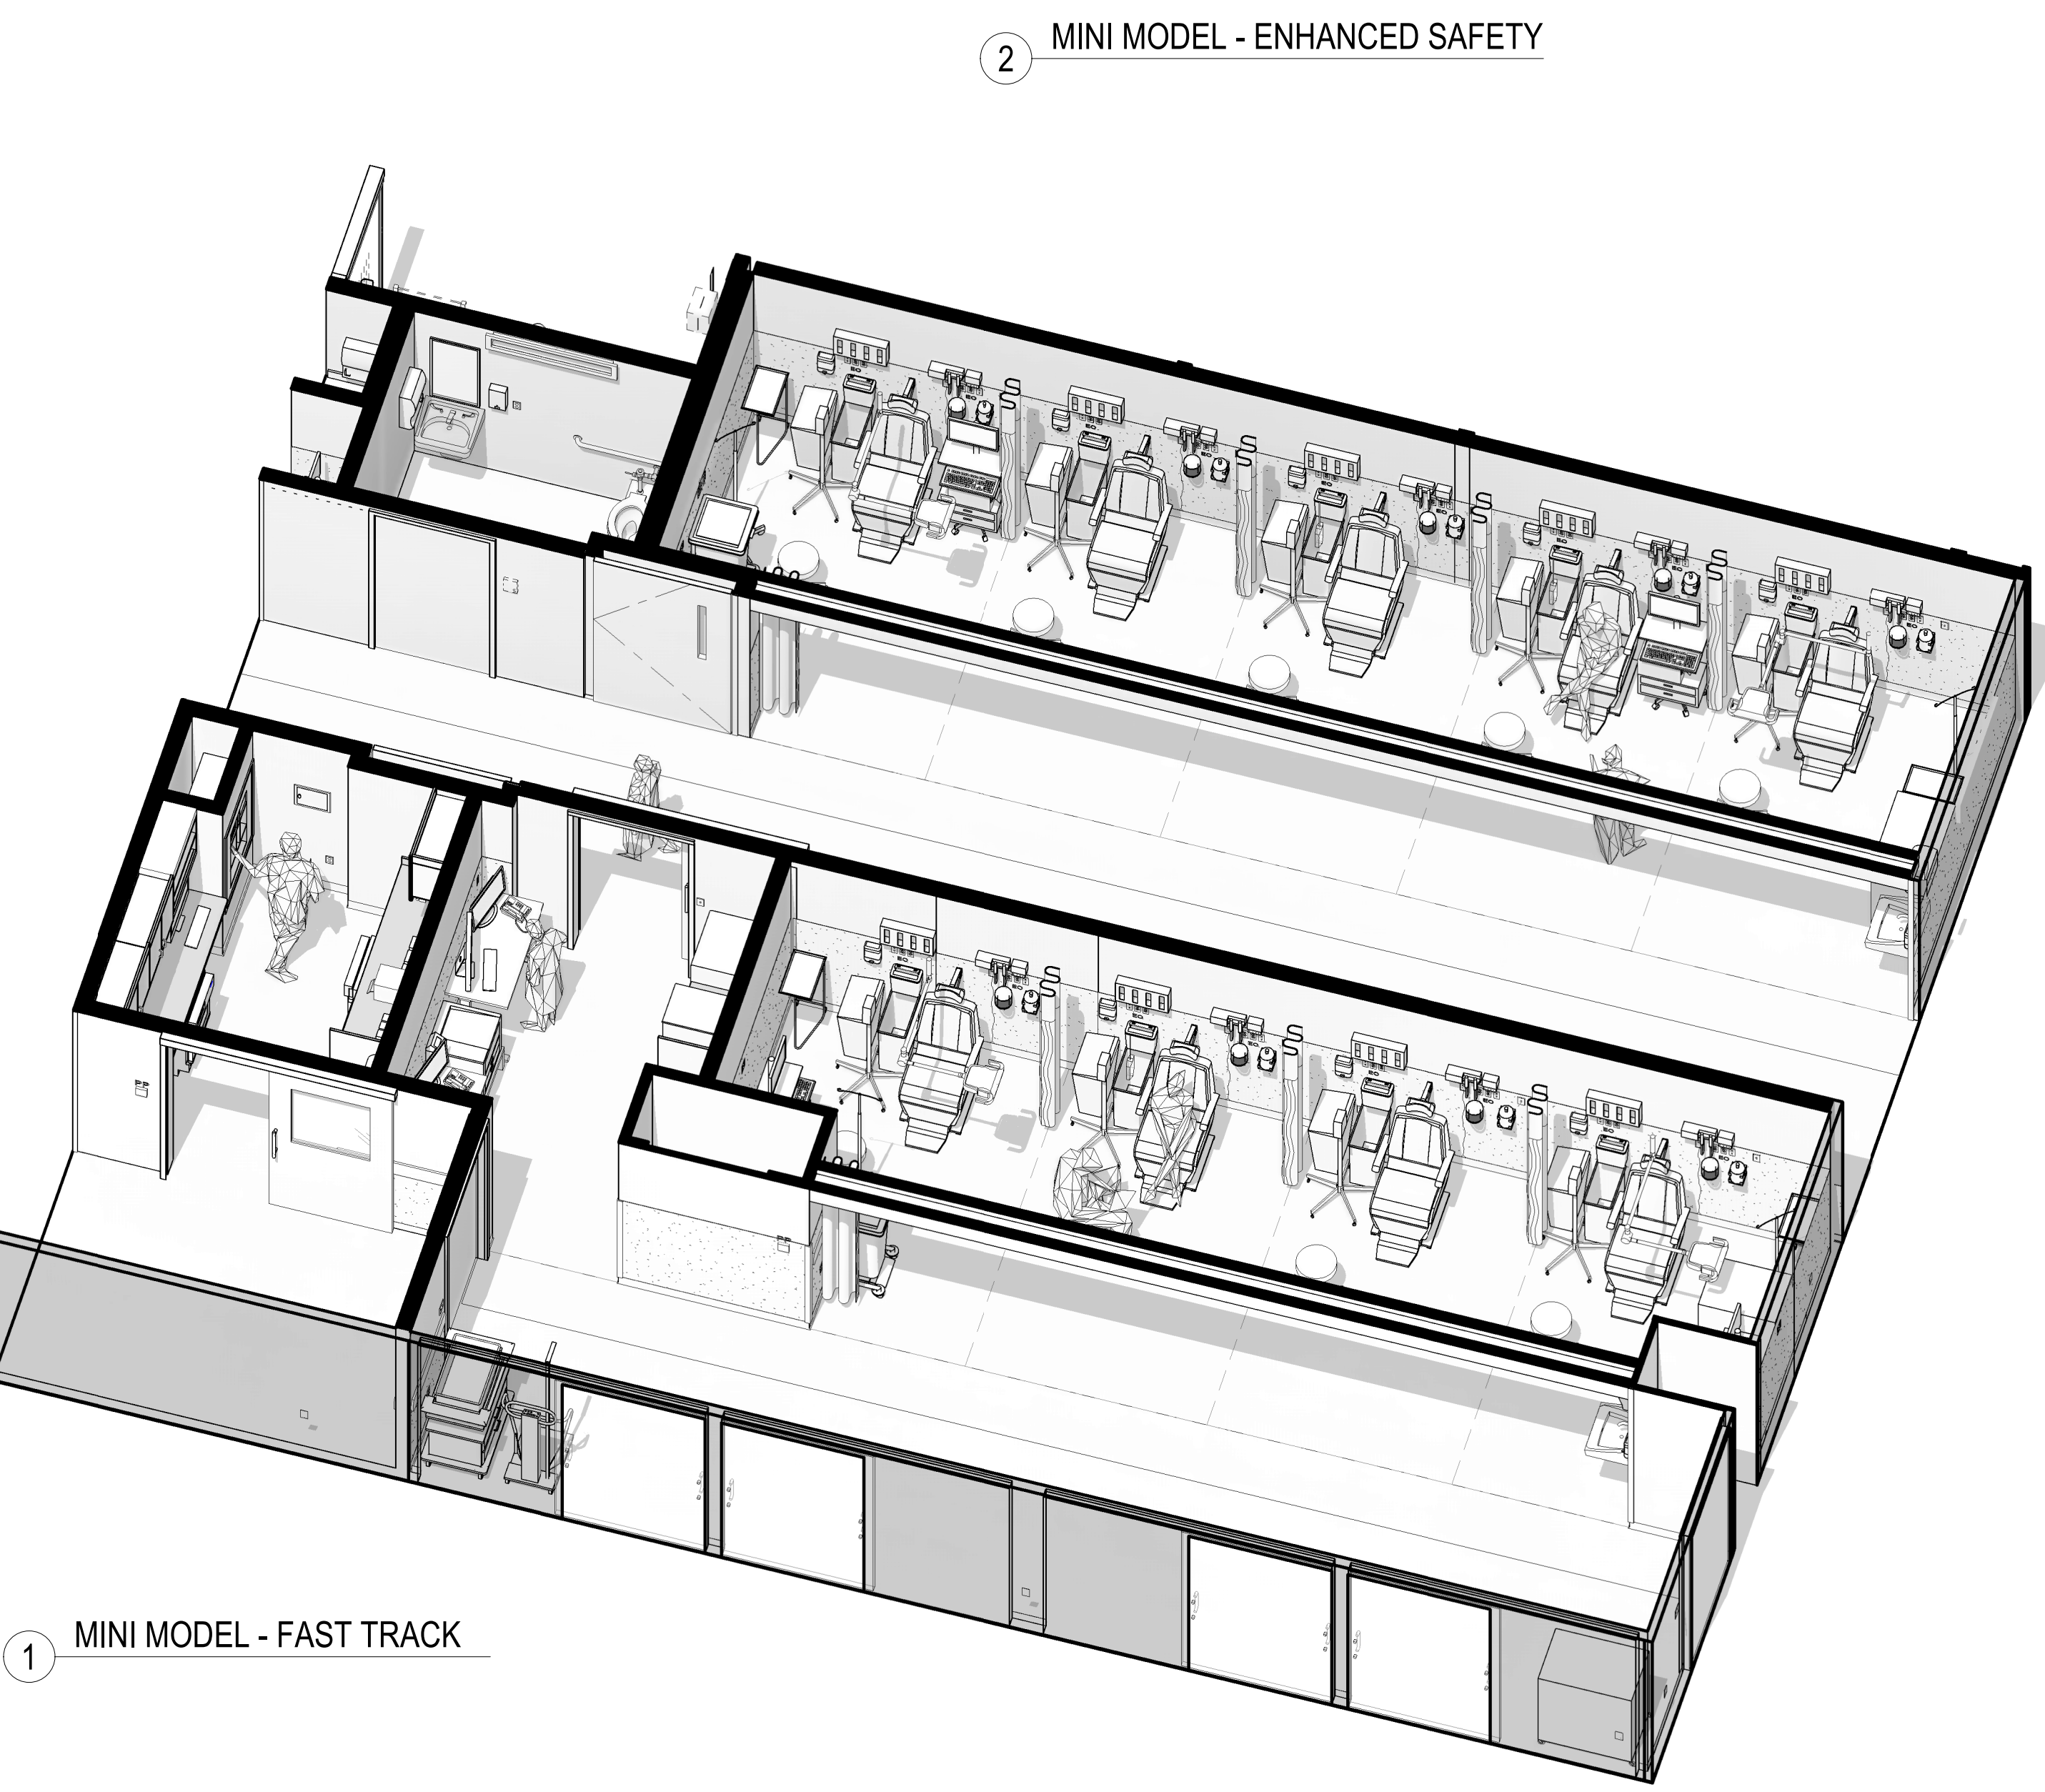 2
MINI MODEL - ENHANCED SAFETY
1
MINI MODEL - FAST TRACK